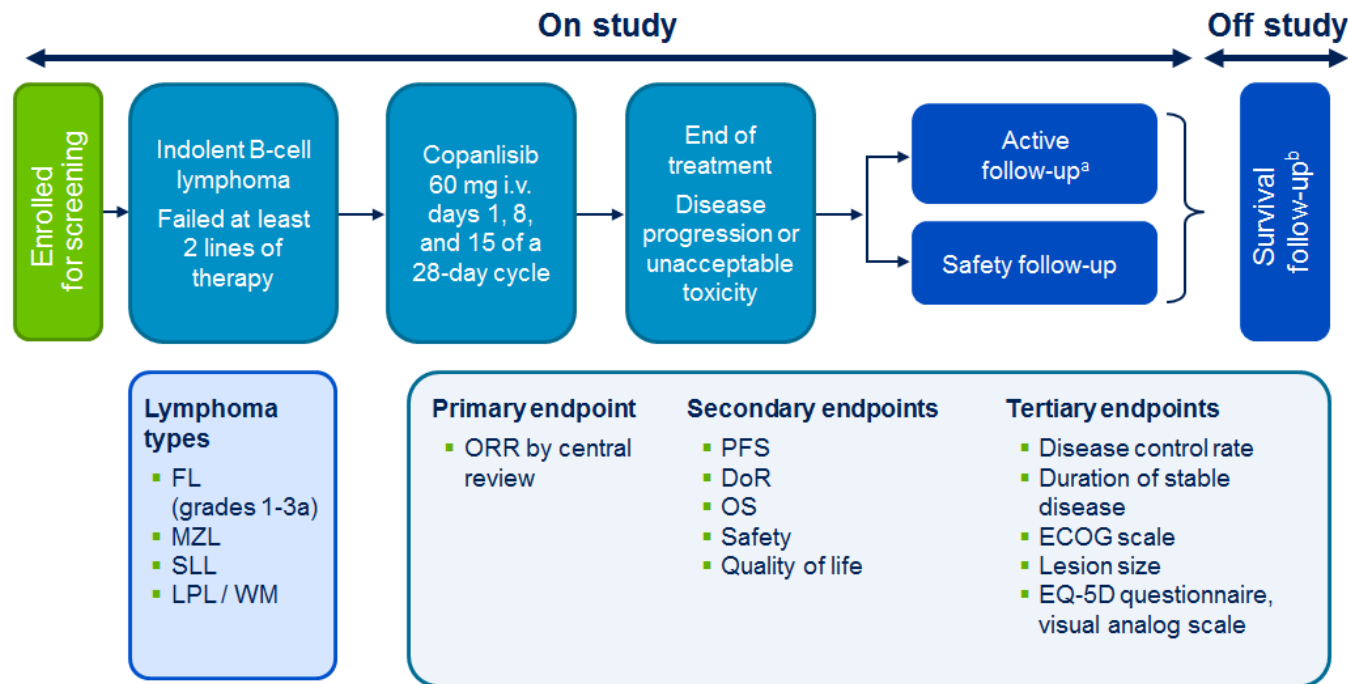 On study
Off study
Enrolled
for screening
Indolent B-cell
lymphoma
Failed at least
2 lines of
therapy
Copanlisib
60 mg i.v.
days 1, 8,
and 15 of a
28-day cycle
End of
treatment
Disease
progression or
unacceptable
toxicity
Active
follow-upᵃ
Safety follow-up
Survival
follow-upᵇ
Lymphoma
types
▪ FL
(grades 1-3a)
▪ MZL
▪ SLL
▪ LPL / WM
Primary endpoint
▪ ORR by central
review
Secondary endpoints
▪ PFS
▪ DoR
▪ OS
▪ Safety
▪ Quality of life
Tertiary endpoints
▪ Disease control rate
▪ Duration of stable
disease
▪ ECOG scale
▪ Lesion size
▪ EQ-5D questionnaire,
visual analog scale